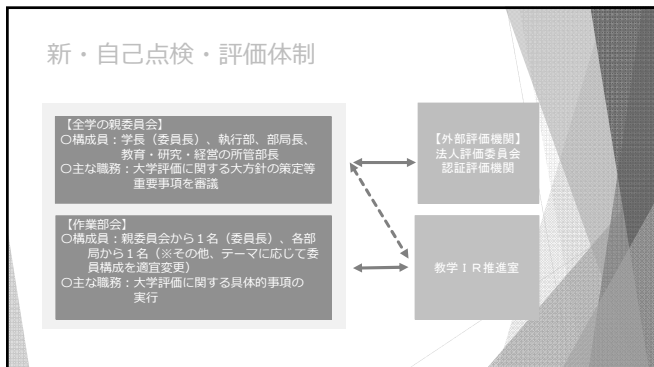 新・自己点検・評価体制
【全学の親委員会】
〇構成員：学長（委員長）、執行部、部局長、
教育・研究・経営の所管部長
〇主な職務：大学評価に関する大方針の策定等
重要事項を審議
【作業部会】
〇構成員：親委員会から１名（委員長）、各部
局から１名（※その他、テーマに応じて委
員構成を適宜変更）
〇主な職務：大学評価に関する具体的事項の
実行
【外部評価機関】
法人評価委員会
認証評価機関
教学ＩＲ推進室